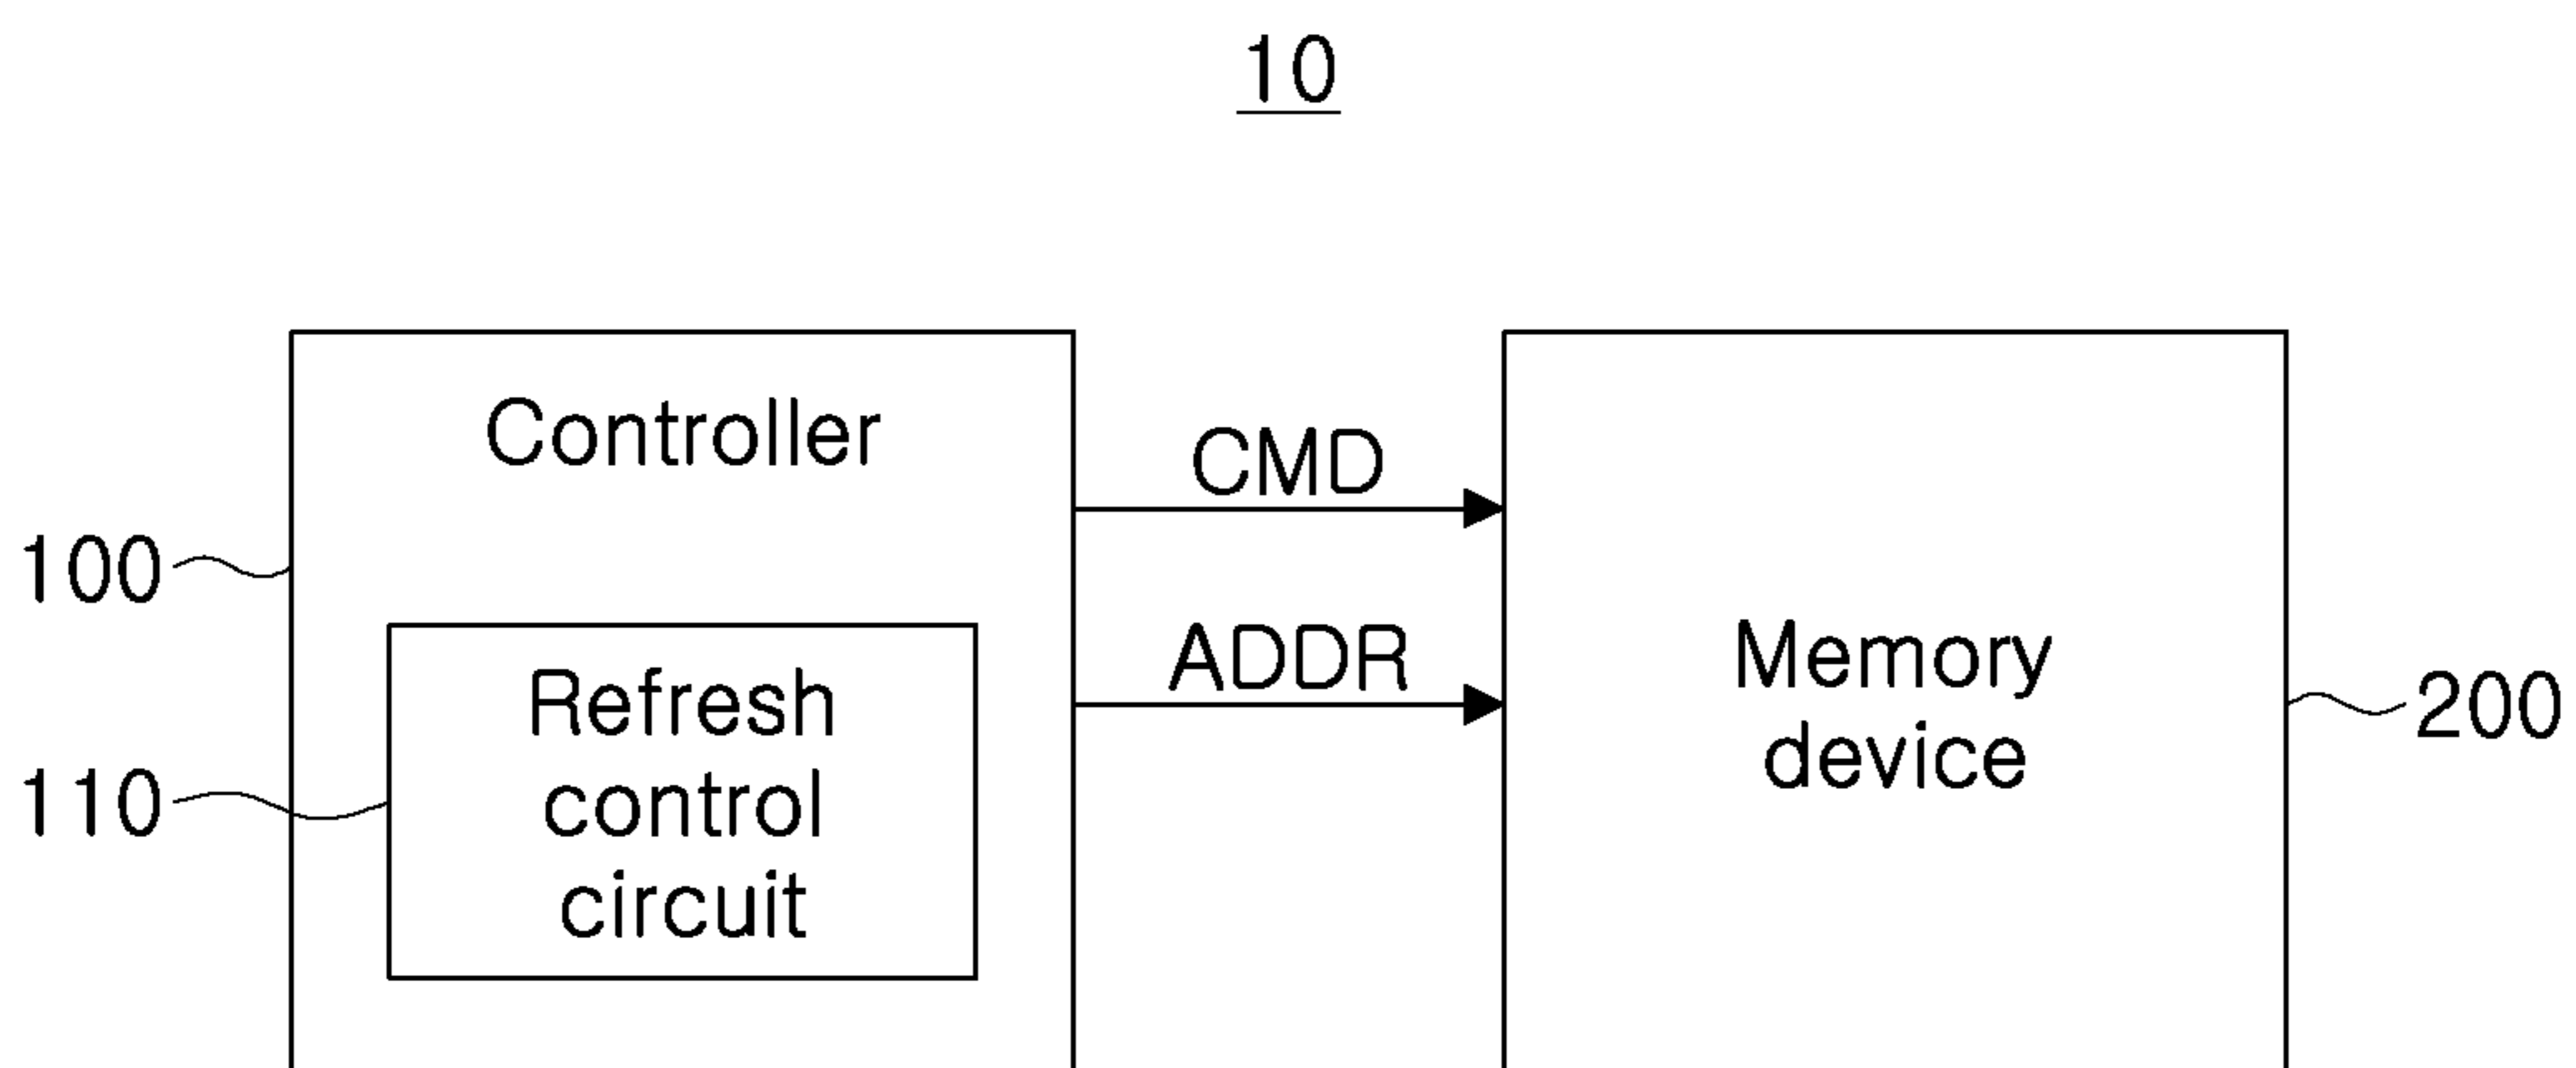 10
Controller
CMD
100
ADDR
Refresh
control
circuit
110
Memory
device
200